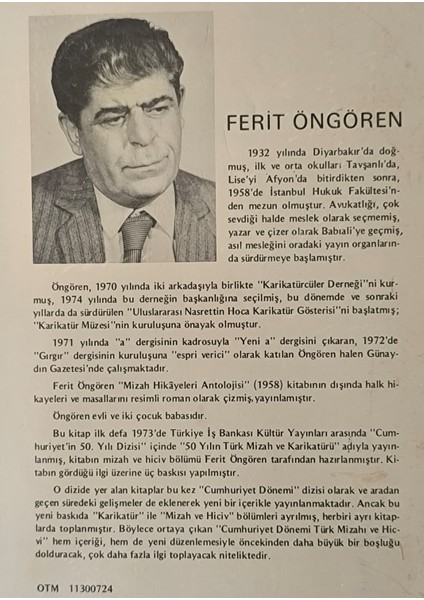 FERİT ÖNGÖREN
1932 yılında Diyarbakır'da doğ-
muş, ilk ve orta okulları Tavşanlı'da,
Lise'yi Afyon'da bitirdikten sonra,
1958'de İstanbul Hukuk Fakültesi'n-
den mezun olmuştur. Avukatlığı, çok
sevdiği halde meslek olarak seçmemiş,
yazar ve çizer olarak Babıali'ye geçmiş,
asıl mesleğini oradaki yayın organların-
da sürdürmeye başlamıştır.
Öngören, 1970 yılında iki arkadaşıyla birlikte "Karikatürcüler Derneği"ni kur-
muş, 1974 yılında bu derneğin başkanlığına seçilmiş, bu dönemde ve sonraki
yıllarda da sürdürülen "Uluslararası Nasrettin Hoca Karikatür Gösterisi"ni başlatmış;
"Karikatür Müzesi"nin kuruluşuna önayak olmuştur.
1971 yılında "a" dergisinin kadrosuyla "Yeni a" dergisini çıkaran, 1972'de
"Gırgır" dergisinin kuruluşuna "espri verici" olarak katılan Öngören halen Günay-
dın Gazetesi'nde çalışmaktadır.
Ferit Öngören "Mizah Hikâyeleri Antolojisi" (1958) kitabının dışında halk hi-
kayeleri ve masallarını resimli roman olarak çizmiş,yayınlamıştır.
Öngören evli ve iki çocuk babasıdır.
Bu kitap ilk defa 1973'de Türkiye İş Bankası Kültür Yayınları arasında "Cum-
huriyet'in 50. Yılı Dizisi" içinde "50 Yılın Türk Mizah ve Karikatürü" adıyla yayın-
lanmış, kitabın mizah ve hiciv bölümü Ferit Öngören tarafından hazırlanmıştır. Ki-
tabın gördüğü ilgi üzerine üç baskısı yapılmıştır.
O dizide yer alan kitaplar bu kez "Cumhuriyet Dönemi" dizisi olarak ve aradan
geçen süredeki gelişmeler de eklenerek yeni bir içerikle yayınlanmaktadır. Ancak bu
yeni baskıda "Karikatür" ile "Mizah ve Hiciv" bölümleri ayrılmış, herbiri ayrı kitap-
larda toplanmıştır. Böylece ortaya çıkan "Cumhuriyet Dönemi Türk Mizahı ve Hic-
vi" hem içeriği, hem de yeni düzenlemesiyle öncekinden daha büyük bir boşluğu
dolduracak, çok daha fazla ilgi toplayacak niteliktedir.
OTM 11300724